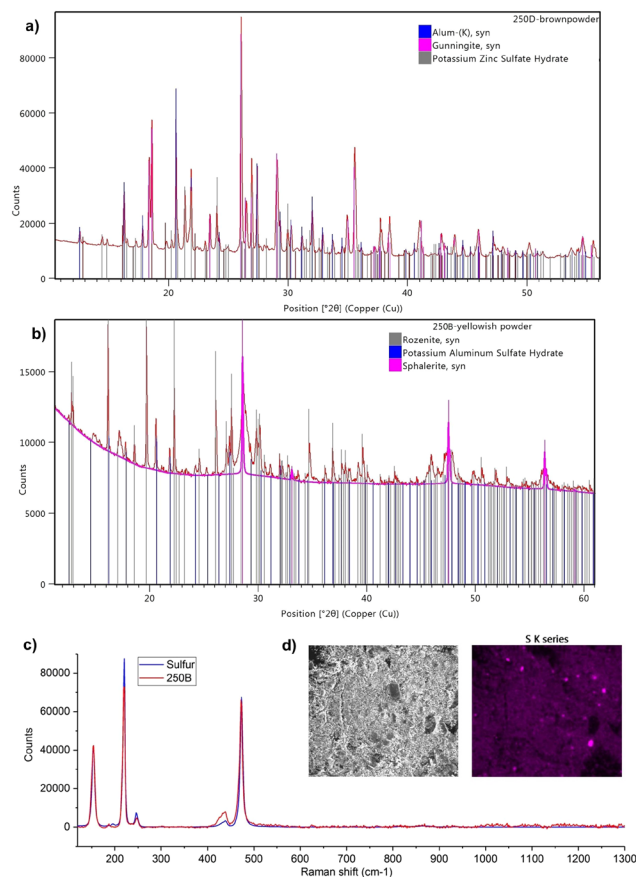 a)
250D-brownpowder
Alum-(K), syn
Gunningite, syn
Potassium Zinc Sulfate Hydrate
80000
60000
40000
20000
0
Counts
20
30
40
50
Position [°2θ] (Copper (Cu))
b)
250B-yellowish powder
Rozenite, syn
Potassium Aluminum Sulfate Hydrate
Sphalerite, syn
15000
10000
5000
0
Counts
20
30
40
50
60
Position [°2θ] (Copper (Cu))
c)
Sulfur
250B
80000
60000
40000
20000
0
Counts
200
300
400
500
600
700
800
900
1000
1100
1200
1300
Raman shift (cm-1)
d)
S K series